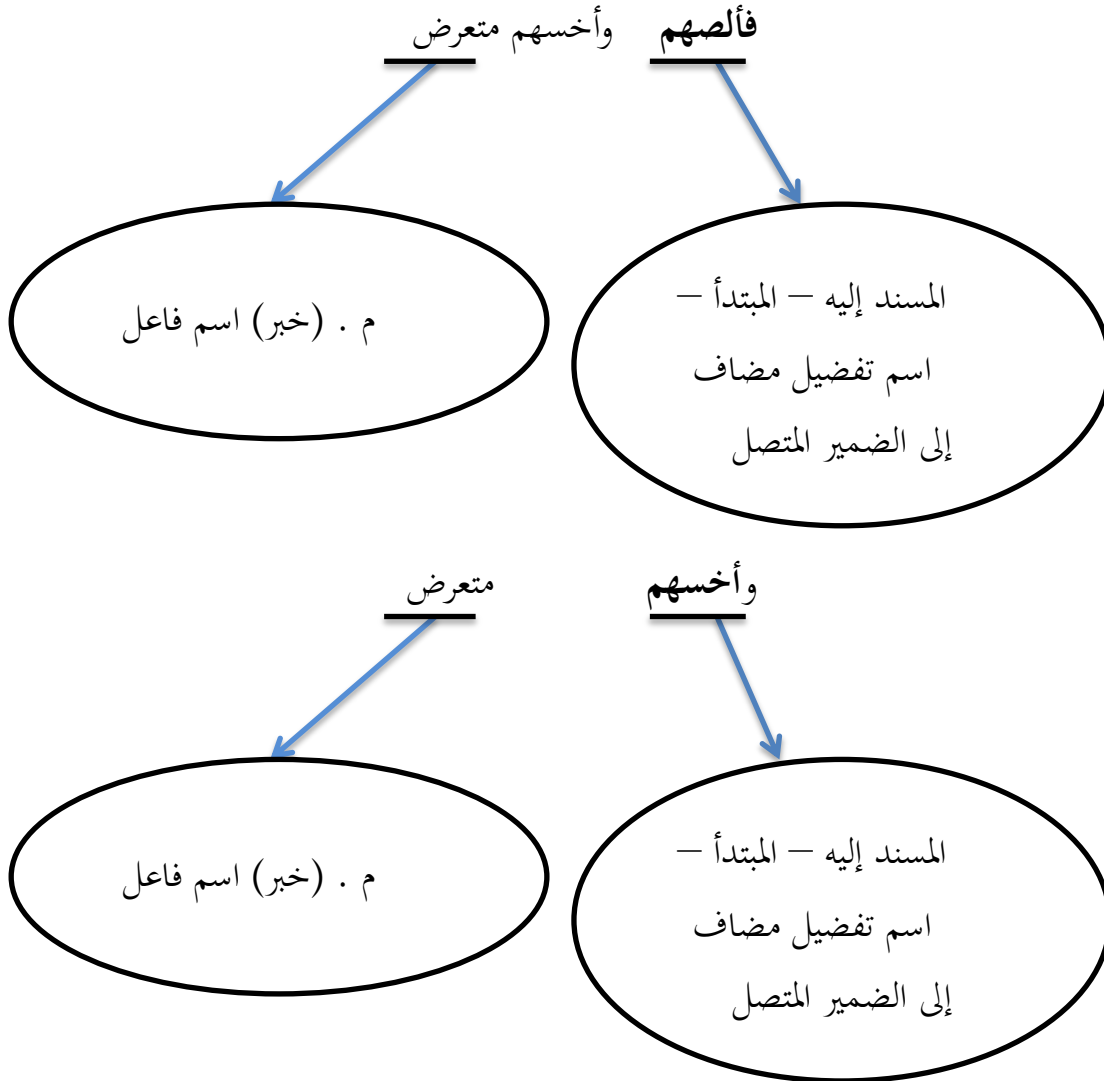 فألصهم وأخسهم متعرض
المسند إليه – المبتدأ –
اسم تفضيل مضاف
إلى الضمير المتصل
م . (خبر) اسم فاعل
وأخسهم متعرض
المسند إليه – المبتدأ –
اسم تفضيل مضاف
إلى الضمير المتصل
م . (خبر) اسم فاعل